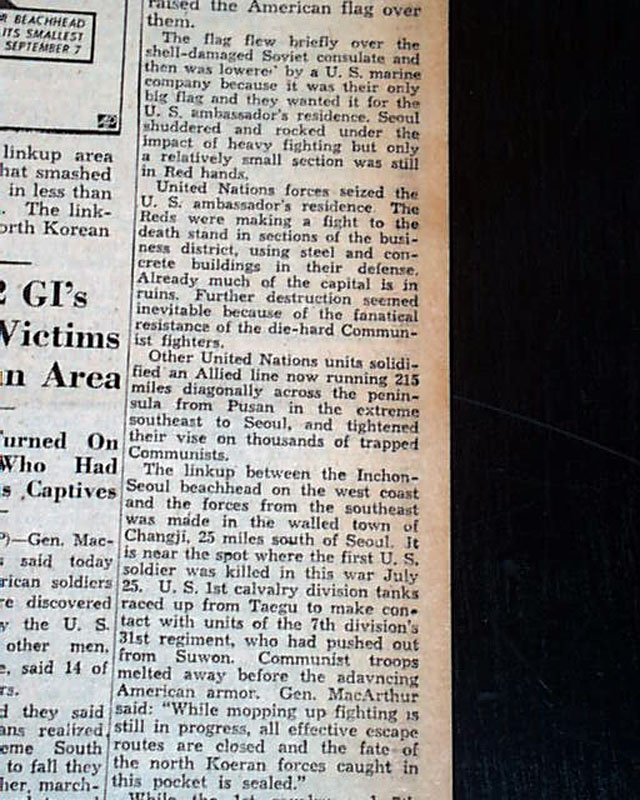 BEACHHEAD
ITS SMALLEST
SEPTEMBER 7
linkup area
hat smashed
in less than
. The link-
orth Korean
2 GI's
Victims
n Area
Turned On
Who Had
s Captives
P)—Gen. Mac-
s said today
rican soldiers
re discovered
y the U. S.
other men,
e, said 14 of
rs.
d they said
ans realized
eme South
to fall they
her, march-
raised the American flag over
them.
The flag flew briefly over the
shell-damaged Soviet consulate and
then was lowere' by a U. S. marine
company because it was their only
big flag and they wanted it for the
U. S. ambassador's residence. Seoul
shuddered and rocked under the
impact of heavy fighting but only
a relatively small section was still
in Red hands.
United Nations forces seized the
U. S. ambassador's residence. The
Reds were making a fight to the
death stand in sections of the busi-
ness district, using steel and con-
crete buildings in their defense.
Already much of the capital is in
ruins. Further destruction seemed
inevitable because of the fanatical
resistance of the die-hard Commun-
ist fighters.
Other United Nations units solidi-
fied an Allied line now running 215
miles diagonally across the penin-
sula from Pusan in the extreme
southeast to Seoul, and tightened
their vise on thousands of trapped
Communists.
The linkup between the Inchon-
Seoul beachhead on the west coast
and the forces from the southeast
was made in the walled town of
Changji, 25 miles south of Seoul. It
is near the spot where the first U. S.
soldier was killed in this war July
25. U. S. 1st calvalry division tanks
raced up from Taegu to make con-
tact with units of the 7th division's
31st regiment, who had pushed out
from Suwon. Communist troops
melted away before the adavncing
American armor. Gen. MacArthur
said: "While mopping up fighting is
still in progress, all effective escape
routes are closed and the fate of
the north Koeran forces caught in
this pocket is sealed."